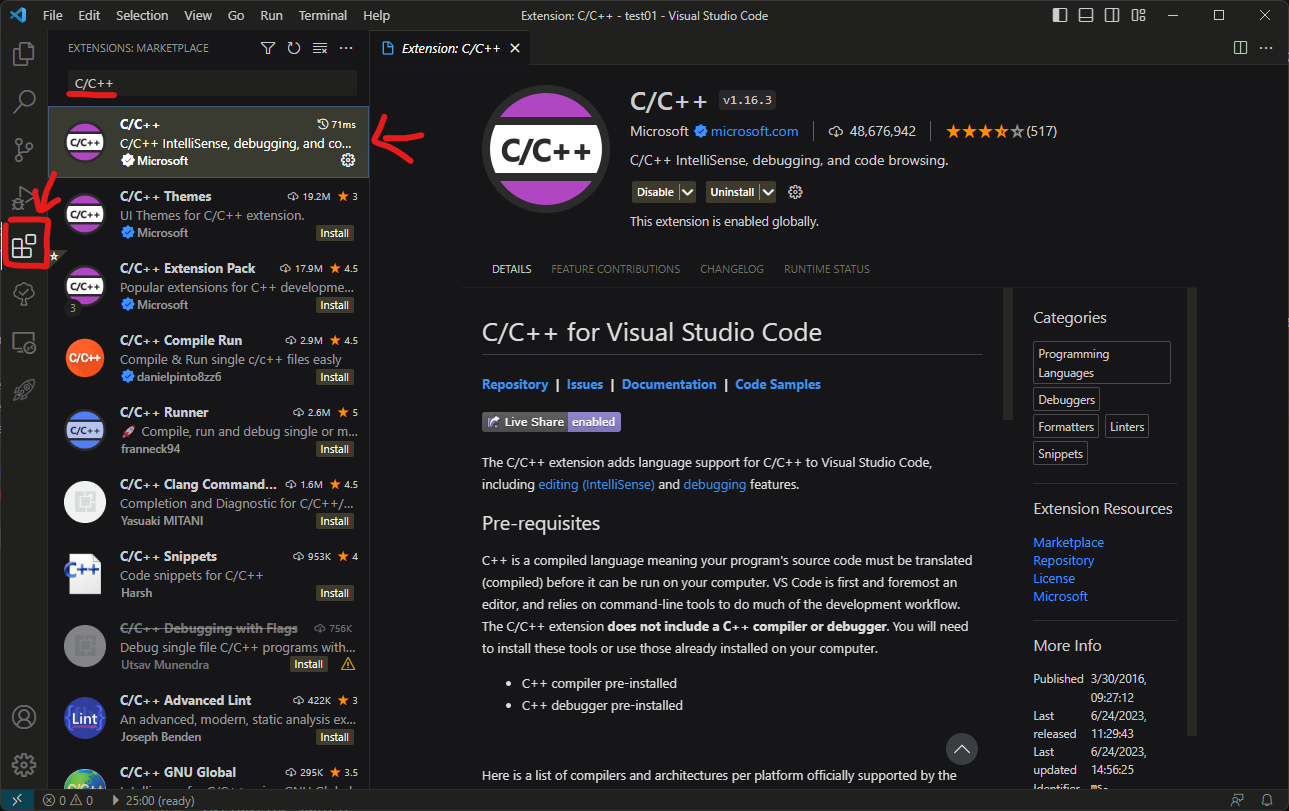 File Edit Selection View Go Run Terminal Help
Extension: C/C++ - test01 - Visual Studio Code
EXTENSIONS: MARKETPLACE
C/C++
C/C++ 71ms
C/C++
C/C++ IntelliSense, debugging, and co...
Microsoft
C/C++ Themes 19.2M 3
C/C++
UI Themes for C/C++ extension.
Microsoft Install
C/C++ Extension Pack 17.9M 4.5
C/C++
Popular extensions for C++ developme...
3
Microsoft Install
C/C++ Compile Run 2.9M 4.5
C/C++
Compile & Run single c/c++ files easly
danielpinto8zz6 Install
C/C++ Runner 2.6M 5
C/C++
🚀 Compile, run and debug single or m...
franneck94 Install
C/C++ Clang Command... 1.6M 4.5
Completion and Diagnostic for C/C++/...
Yasuaki MITANI Install
C/C++ Snippets 953K 4
C++
Code snippets for C/C++
Harsh Install
C/C++ Debugging with Flags 756K
Debug single file C/C++ programs with...
Utsav Munendra Install
C/C++ Advanced Lint 422K 3
Lint
An advanced, modern, static analysis ex...
Joseph Benden Install
C/C++ GNU Global 295K 3.5
0 0 25:00 (ready)
Extension: C/C++
C/C++
C/C++ v1.16.3
Microsoft microsoft.com 48,676,942 (517)
C/C++ IntelliSense, debugging, and code browsing.
Disable Uninstall
This extension is enabled globally.
DETAILS FEATURE CONTRIBUTIONS CHANGELOG RUNTIME STATUS
C/C++ for Visual Studio Code
Repository | Issues | Documentation | Code Samples
Live Share enabled
The C/C++ extension adds language support for C/C++ to Visual Studio Code,
including editing (IntelliSense) and debugging features.
Pre-requisites
C++ is a compiled language meaning your program's source code must be translated
(compiled) before it can be run on your computer. VS Code is first and foremost an
editor, and relies on command-line tools to do much of the development workflow.
The C/C++ extension does not include a C++ compiler or debugger. You will need
to install these tools or use those already installed on your computer.
• C++ compiler pre-installed
• C++ debugger pre-installed
Here is a list of compilers and architectures per platform officially supported by the
Categories
Programming
Languages
Debuggers
Formatters Linters
Snippets
Extension Resources
Marketplace
Repository
License
Microsoft
More Info
Published 3/30/2016,
09:27:12
Last 6/24/2023,
released 11:29:43
Last 6/24/2023,
updated 14:56:25
Identifier